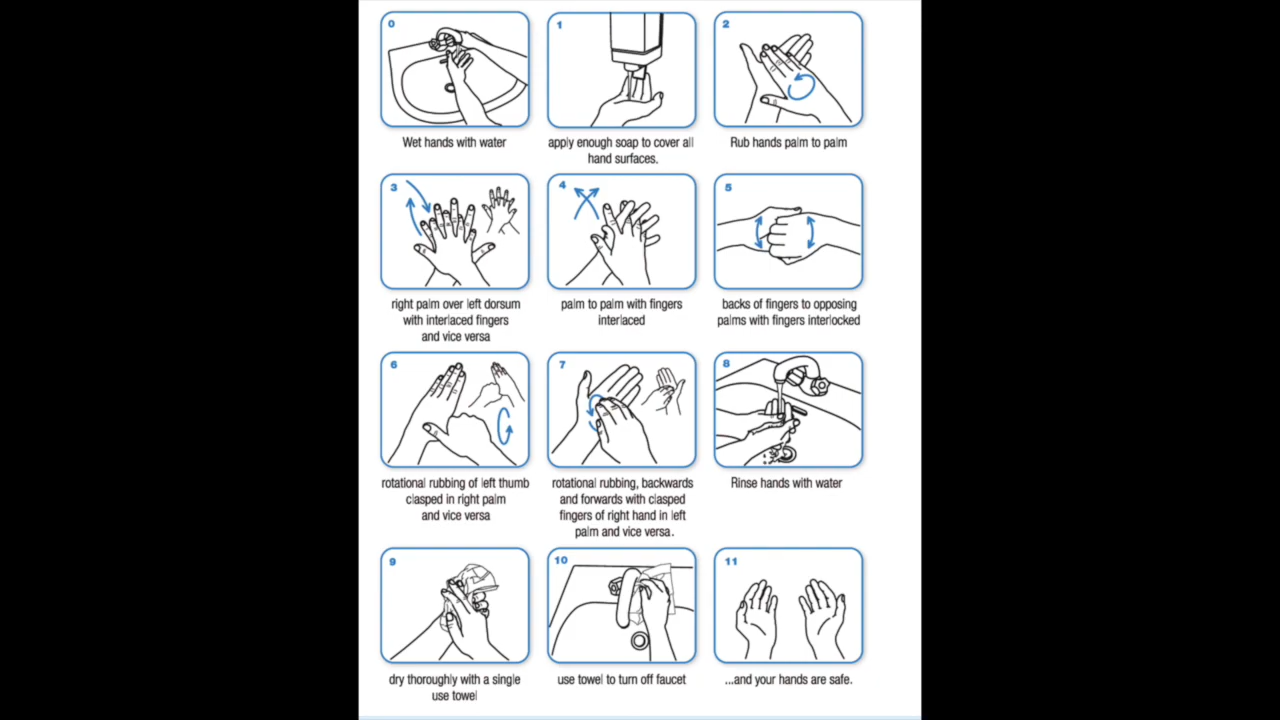 0
Wet hands with water
1
apply enough soap to cover all
hand surfaces.
2
Rub hands palm to palm
3
right palm over left dorsum
with interlaced fingers
and vice versa
4
palm to palm with fingers
interlaced
5
backs of fingers to opposing
palms with fingers interlocked
6
rotational rubbing of left thumb
clasped in right palm
and vice versa
7
rotational rubbing, backwards
and forwards with clasped
fingers of right hand in left
palm and vice versa.
8
Rinse hands with water
9
dry thoroughly with a single
use towel
10
use towel to turn off faucet
11
...and your hands are safe.